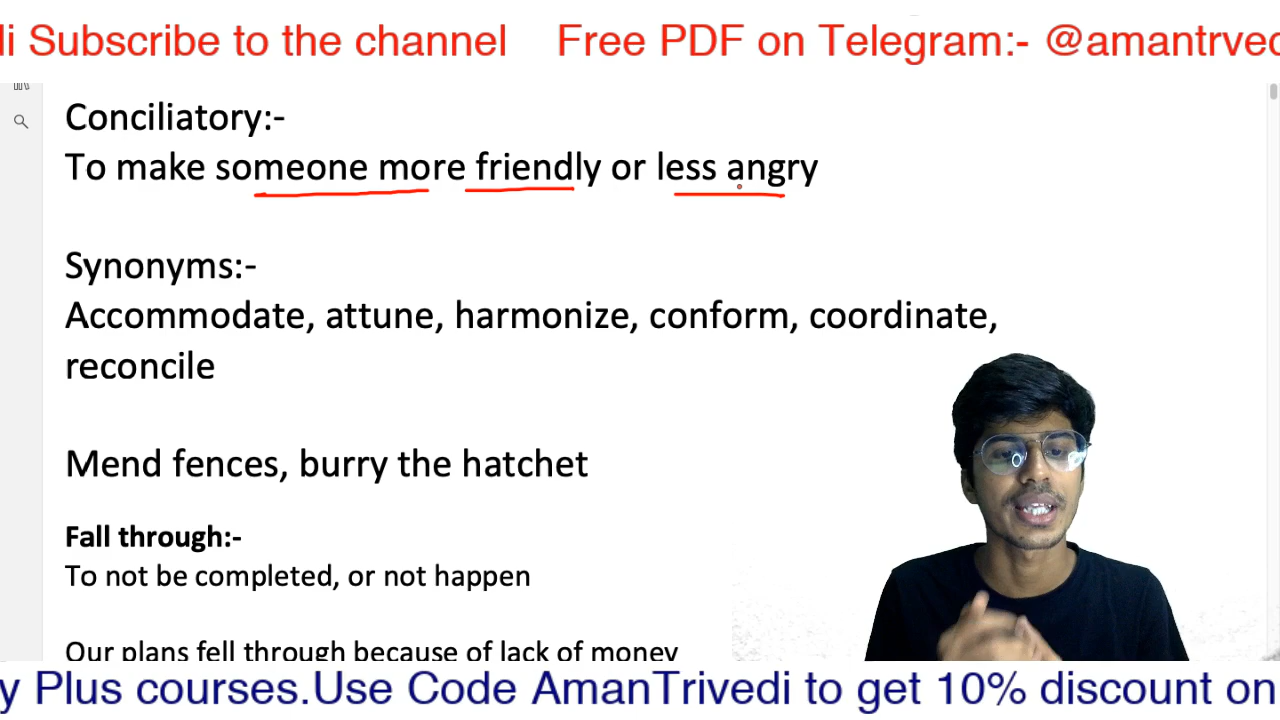 di Subscribe to the channel Free PDF on Telegram:- @amantrved
Conciliatory:-
To make someone more friendly or less angry
Synonyms:-
Accommodate, attune, harmonize, conform, coordinate,
reconcile
Mend fences, burry the hatchet
Fall through:-
To not be completed, or not happen
Our plans fell through because of lack of money
y Plus courses.Use Code AmanTrivedi to get 10% discount on